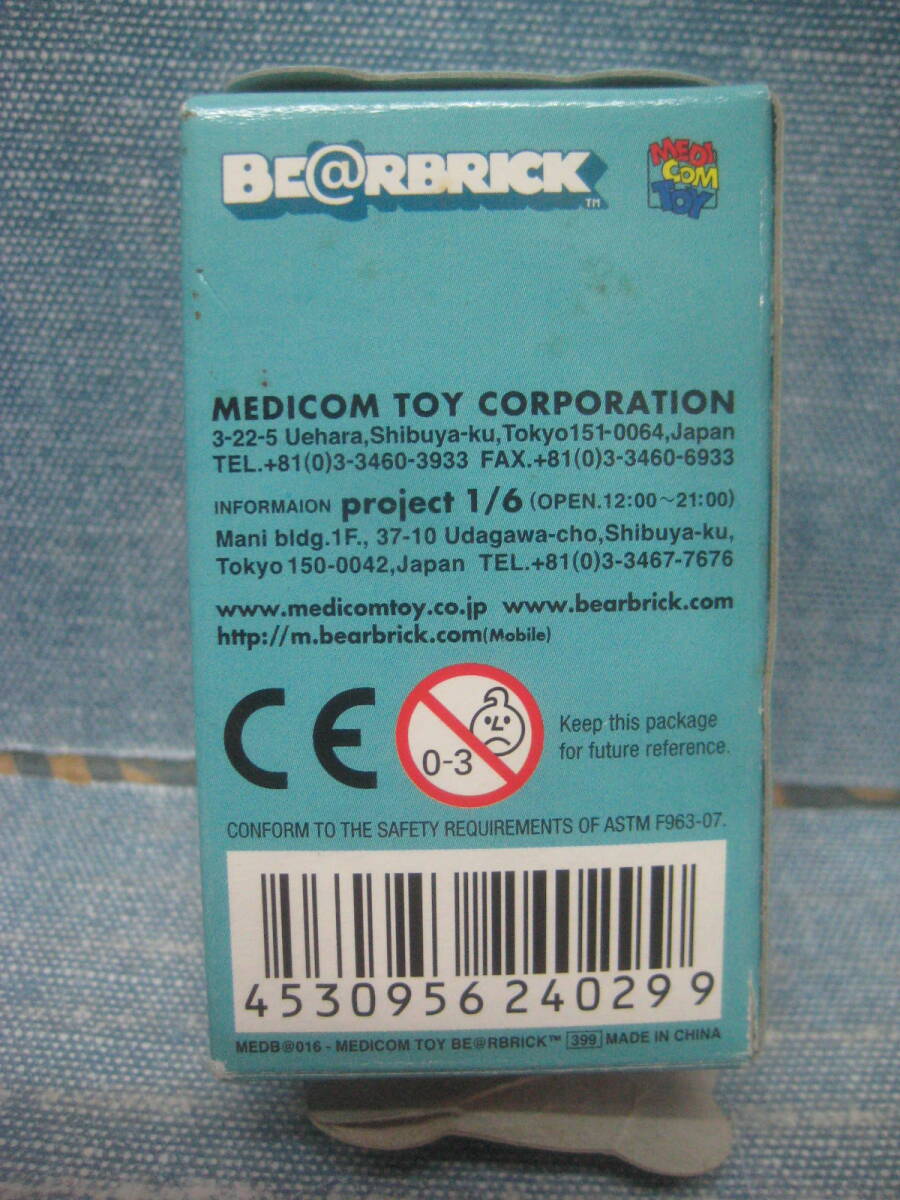 BE@RBRICK™
MEDI
COM
TOY
MEDICOM TOY CORPORATION
3-22-5 Uehara,Shibuya-ku,Tokyo151-0064,Japan
TEL.+81(0)3-3460-3933 FAX.+81(0)3-3460-6933
INFORMAION project 1/6 (OPEN.12:00~21:00)
Mani bldg.1F., 37-10 Udagawa-cho,Shibuya-ku,
Tokyo 150-0042,Japan TEL.+81(0)3-3467-7676
www.medicomtoy.co.jp www.bearbrick.com
http://m.bearbrick.com(Mobile)
CE
0-3
Keep this package
for future reference.
CONFORM TO THE SAFETY REQUIREMENTS OF ASTM F963-07.
4530956240299
MEDB@016 - MEDICOM TOY BE@RBRICK™ 399 MADE IN CHINA